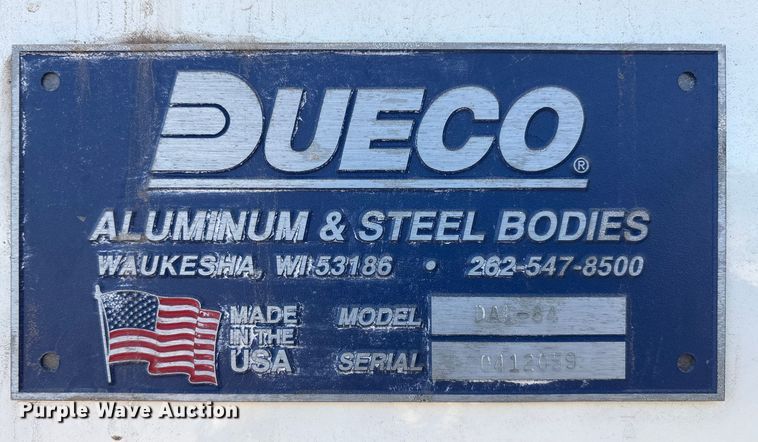 DUECO®
ALUMINUM & STEEL BODIES
WAUKESHA, WI 53186 • 262-547-8500
MADE IN THE USA
MODEL
SERIAL 0412059
Purple Wave Auction